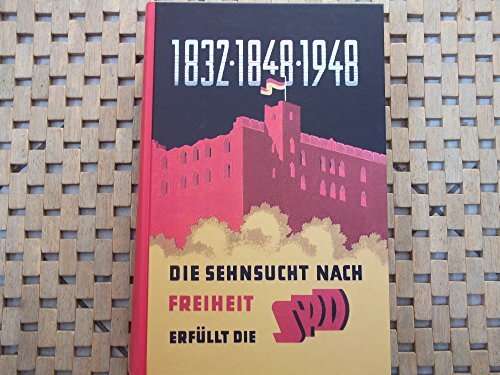 1832·1848·1948
DIE SEHNSUCHT NACH
FREIHEIT
ERFÜLLT DIE SPD